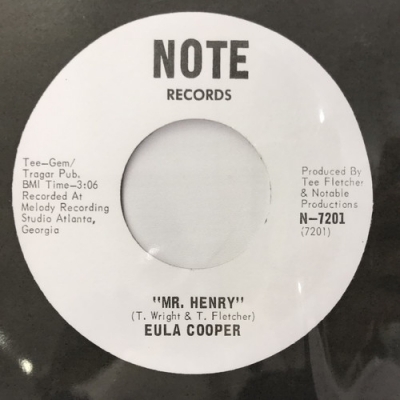 NOTE
RECORDS
Tee-Gem/
Tragar Pub.
BMI Time-3:06
Recorded At
Melody Recording
Studio Atlanta,
Georgia
Produced By
Tee Fletcher
& Notable
Productions
N-7201
(7201)
"MR. HENRY"
(T. Wright & T. Fletcher)
EULA COOPER